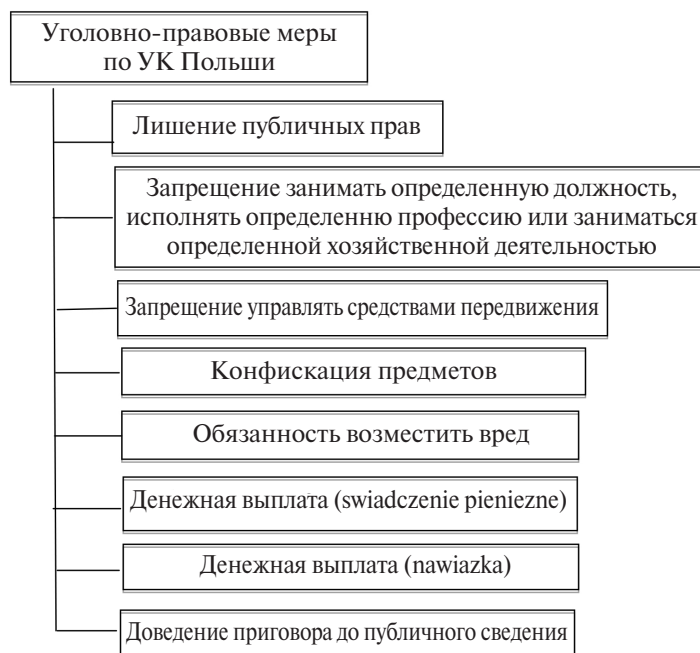 Уголовно-правовые меры
по УК Польши
Лишение публичных прав
Запрещение занимать определенную должность,
исполнять определенню профессию или заниматься
определенной хозяйственной деятельностью
Запрещение управлять средствами передвижения
Конфискация предметов
Обязанность возместить вред
Денежная выплата (swiadczenie pieniezne)
Денежная выплата (nawiazka)
Доведение приговора до публичного сведения